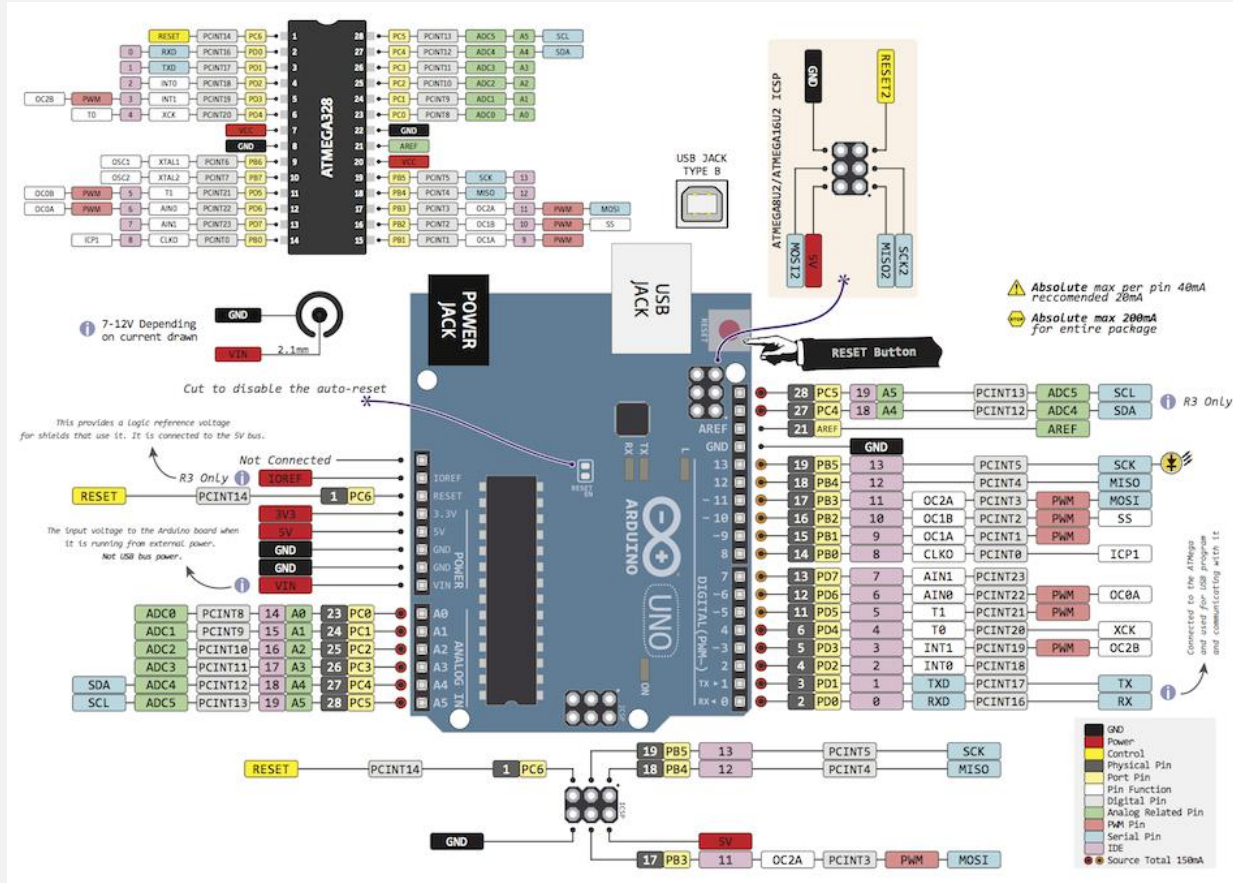 RESET PCINT14 PC6 1
0 RXD PCINT16 PD0 2
1 TXD PCINT17 PD1 3
2 INT0 PCINT18 PD2 4
OC2B PWM 3 INT1 PCINT19 PD3 5
T0 4 XCK PCINT20 PD4 6
VCC 7
GND 8
OSC1 XTAL1 PCINT6 PB6 9
OSC2 XTAL2 PCINT7 PB7 10
OC0B PWM 5 T1 PCINT21 PD5 11
OC0A PWM 6 AIN0 PCINT22 PD6 12
7 AIN1 PCINT23 PD7 13
ICP1 8 CLKO PCINT0 PB0 14
ATMEGA328
28 PC5 PCINT13 ADC5 A5 SCL
27 PC4 PCINT12 ADC4 A4 SDA
26 PC3 PCINT11 ADC3 A3
25 PC2 PCINT10 ADC2 A2
24 PC1 PCINT9 ADC1 A1
23 PC0 PCINT8 ADC0 A0
22 GND
21 AREF
20 VCC
19 PB5 PCINT5 SCK 13
18 PB4 PCINT4 MISO 12
17 PB3 PCINT3 OC2A 11 PWM MOSI
16 PB2 PCINT2 OC1B 10 PWM SS
15 PB1 PCINT1 OC1A 9 PWM
USB JACK
TYPE B
ATMEGA8U2/ATMEGA16U2 ICSP
GND
RESET2
MOSI2
5V
MISO2
SCK2
Absolute max per pin 40mA
reccomended 20mA
STOP
Absolute max 200mA
for entire package
GND
VIN
2.1mm
7-12V Depending
on current drawn
POWER
JACK
USB
JACK
RESET
RESET Button
Cut to disable the auto-reset
This provides a logic reference voltage
for shields that use it. It is connected to the 5V bus.
Not Connected
R3 Only IOREF
RESET PCINT14 1 PC6
3V3
5V
GND
GND
VIN
The input voltage to the Arduino board when
it is running from external power.
Not USB bus power.
ADC0 PCINT8 14 A0 23 PC0
ADC1 PCINT9 15 A1 24 PC1
ADC2 PCINT10 16 A2 25 PC2
ADC3 PCINT11 17 A3 26 PC3
SDA ADC4 PCINT12 18 A4 27 PC4
SCL ADC5 PCINT13 19 A5 28 PC5
IOREF
RESET
3.3V
5V
GND
GND
VIN
POWER
A0
A1
A2
A3
A4
A5
ANALOG IN
RESET
EN
RX
TX
L
ARDUINO
UNO
ON
ICSP
AREF
GND
13
12
~11
~10
~9
8
7
~6
~5
4
~3
2
TX▸1
RX◂0
DIGITAL(PWM~)
28 PC5 19 A5 PCINT13 ADC5 SCL
27 PC4 18 A4 PCINT12 ADC4 SDA
R3 Only
21 AREF AREF
GND
19 PB5 13 PCINT5 SCK
18 PB4 12 PCINT4 MISO
17 PB3 11 OC2A PCINT3 PWM MOSI
16 PB2 10 OC1B PCINT2 PWM SS
15 PB1 9 OC1A PCINT1 PWM
14 PB0 8 CLKO PCINT0 ICP1
13 PD7 7 AIN1 PCINT23
12 PD6 6 AIN0 PCINT22 PWM OC0A
11 PD5 5 T1 PCINT21 PWM
6 PD4 4 T0 PCINT20 XCK
5 PD3 3 INT1 PCINT19 PWM OC2B
4 PD2 2 INT0 PCINT18
3 PD1 1 TXD PCINT17 TX
2 PD0 0 RXD PCINT16 RX
Connected to the ATMega
and used for USB program
and communicating with it
RESET PCINT14 1 PC6
19 PB5 13 PCINT5 SCK
18 PB4 12 PCINT4 MISO
ICSP
GND
5V
17 PB3 11 OC2A PCINT3 PWM MOSI
GND
Power
Control
Physical Pin
Port Pin
Pin Function
Digital Pin
Analog Related Pin
PWM Pin
Serial Pin
IDE
Source Total 150mA